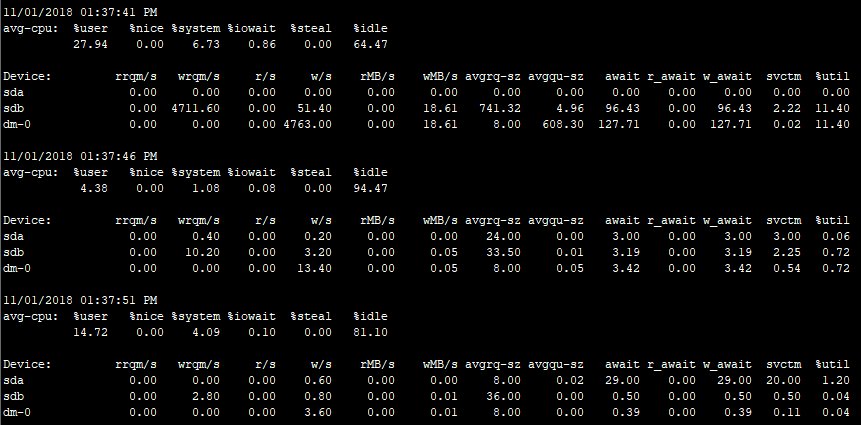 11/01/2018 01:37:41 PM
avg-cpu:  %user   %nice %system %iowait  %steal   %idle
          27.94    0.00    6.73    0.86    0.00   64.47
Device:         rrqm/s   wrqm/s     r/s     w/s    rMB/s    wMB/s avgrq-sz avgqu-sz   await r_await w_await  svctm  %util
sda               0.00     0.00    0.00    0.00     0.00     0.00     0.00     0.00    0.00    0.00    0.00   0.00   0.00
sdb               0.00  4711.60    0.00   51.40     0.00    18.61   741.32     4.96   96.43    0.00   96.43   2.22  11.40
dm-0              0.00     0.00    0.00 4763.00     0.00    18.61     8.00   608.30  127.71    0.00  127.71   0.02  11.40
11/01/2018 01:37:46 PM
avg-cpu:  %user   %nice %system %iowait  %steal   %idle
           4.38    0.00    1.08    0.08    0.00   94.47
Device:         rrqm/s   wrqm/s     r/s     w/s    rMB/s    wMB/s avgrq-sz avgqu-sz   await r_await w_await  svctm  %util
sda               0.00     0.40    0.00    0.20     0.00     0.00    24.00     0.00    3.00    0.00    3.00   3.00   0.06
sdb               0.00    10.20    0.00    3.20     0.00     0.05    33.50     0.01    3.19    0.00    3.19   2.25   0.72
dm-0              0.00     0.00    0.00   13.40     0.00     0.05     8.00     0.05    3.42    0.00    3.42   0.54   0.72
11/01/2018 01:37:51 PM
avg-cpu:  %user   %nice %system %iowait  %steal   %idle
          14.72    0.00    4.09    0.10    0.00   81.10
Device:         rrqm/s   wrqm/s     r/s     w/s    rMB/s    wMB/s avgrq-sz avgqu-sz   await r_await w_await  svctm  %util
sda               0.00     0.00    0.00    0.60     0.00     0.00     8.00     0.02   29.00    0.00   29.00  20.00   1.20
sdb               0.00     2.80    0.00    0.80     0.00     0.01    36.00     0.00    0.50    0.00    0.50   0.50   0.04
dm-0              0.00     0.00    0.00    3.60     0.00     0.01     8.00     0.00    0.39    0.00    0.39   0.11   0.04